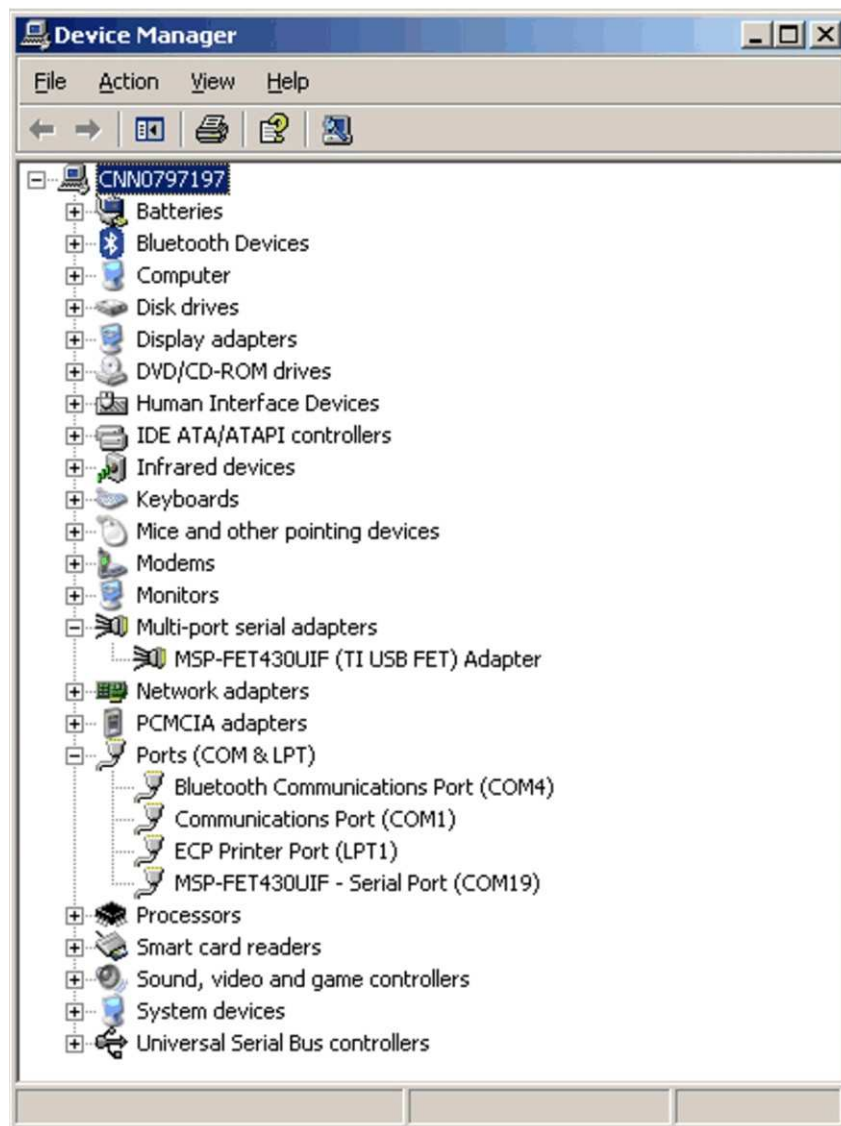 Device Manager
File Action View Help
CNN0797197
Batteries
Bluetooth Devices
Computer
Disk drives
Display adapters
DVD/CD-ROM drives
Human Interface Devices
IDE ATA/ATAPI controllers
Infrared devices
Keyboards
Mice and other pointing devices
Modems
Monitors
Multi-port serial adapters
MSP-FET430UIF (TI USB FET) Adapter
Network adapters
PCMCIA adapters
Ports (COM & LPT)
Bluetooth Communications Port (COM4)
Communications Port (COM1)
ECP Printer Port (LPT1)
MSP-FET430UIF - Serial Port (COM19)
Processors
Smart card readers
Sound, video and game controllers
System devices
Universal Serial Bus controllers